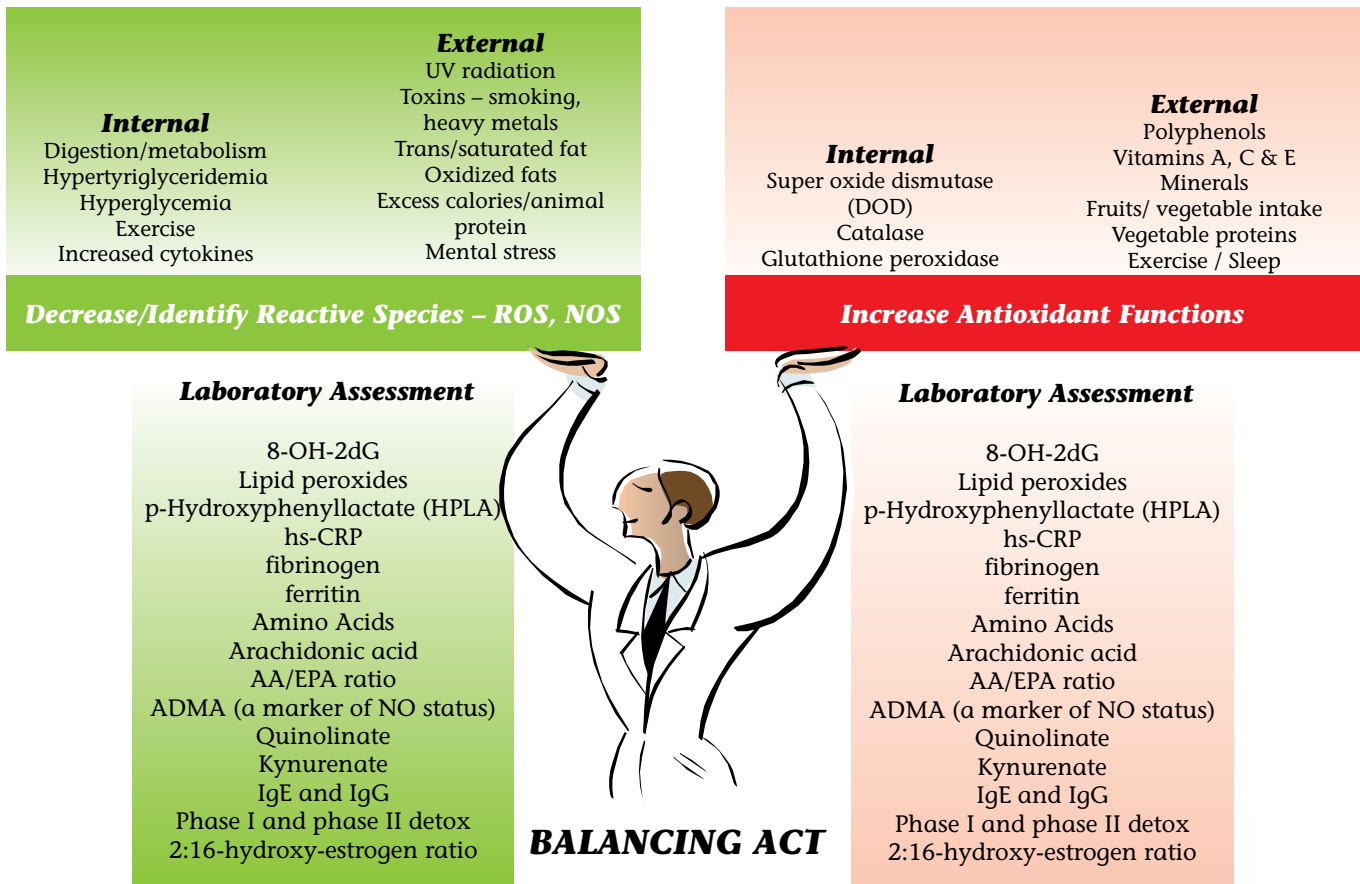 Internal
Digestion/metabolism
Hypertyriglyceridemia
Hyperglycemia
Exercise
Increased cytokines
External
UV radiation
Toxins – smoking,
heavy metals
Trans/saturated fat
Oxidized fats
Excess calories/animal
protein
Mental stress
Decrease/Identify Reactive Species – ROS, NOS
Internal
Super oxide dismutase
(DOD)
Catalase
Glutathione peroxidase
External
Polyphenols
Vitamins A, C & E
Minerals
Fruits/ vegetable intake
Vegetable proteins
Exercise / Sleep
Increase Antioxidant Functions
Laboratory Assessment
8-OH-2dG
Lipid peroxides
p-Hydroxyphenyllactate (HPLA)
hs-CRP
fibrinogen
ferritin
Amino Acids
Arachidonic acid
AA/EPA ratio
ADMA (a marker of NO status)
Quinolinate
Kynurenate
IgE and IgG
Phase I and phase II detox
2:16-hydroxy-estrogen ratio
BALANCING ACT
Laboratory Assessment
8-OH-2dG
Lipid peroxides
p-Hydroxyphenyllactate (HPLA)
hs-CRP
fibrinogen
ferritin
Amino Acids
Arachidonic acid
AA/EPA ratio
ADMA (a marker of NO status)
Quinolinate
Kynurenate
IgE and IgG
Phase I and phase II detox
2:16-hydroxy-estrogen ratio